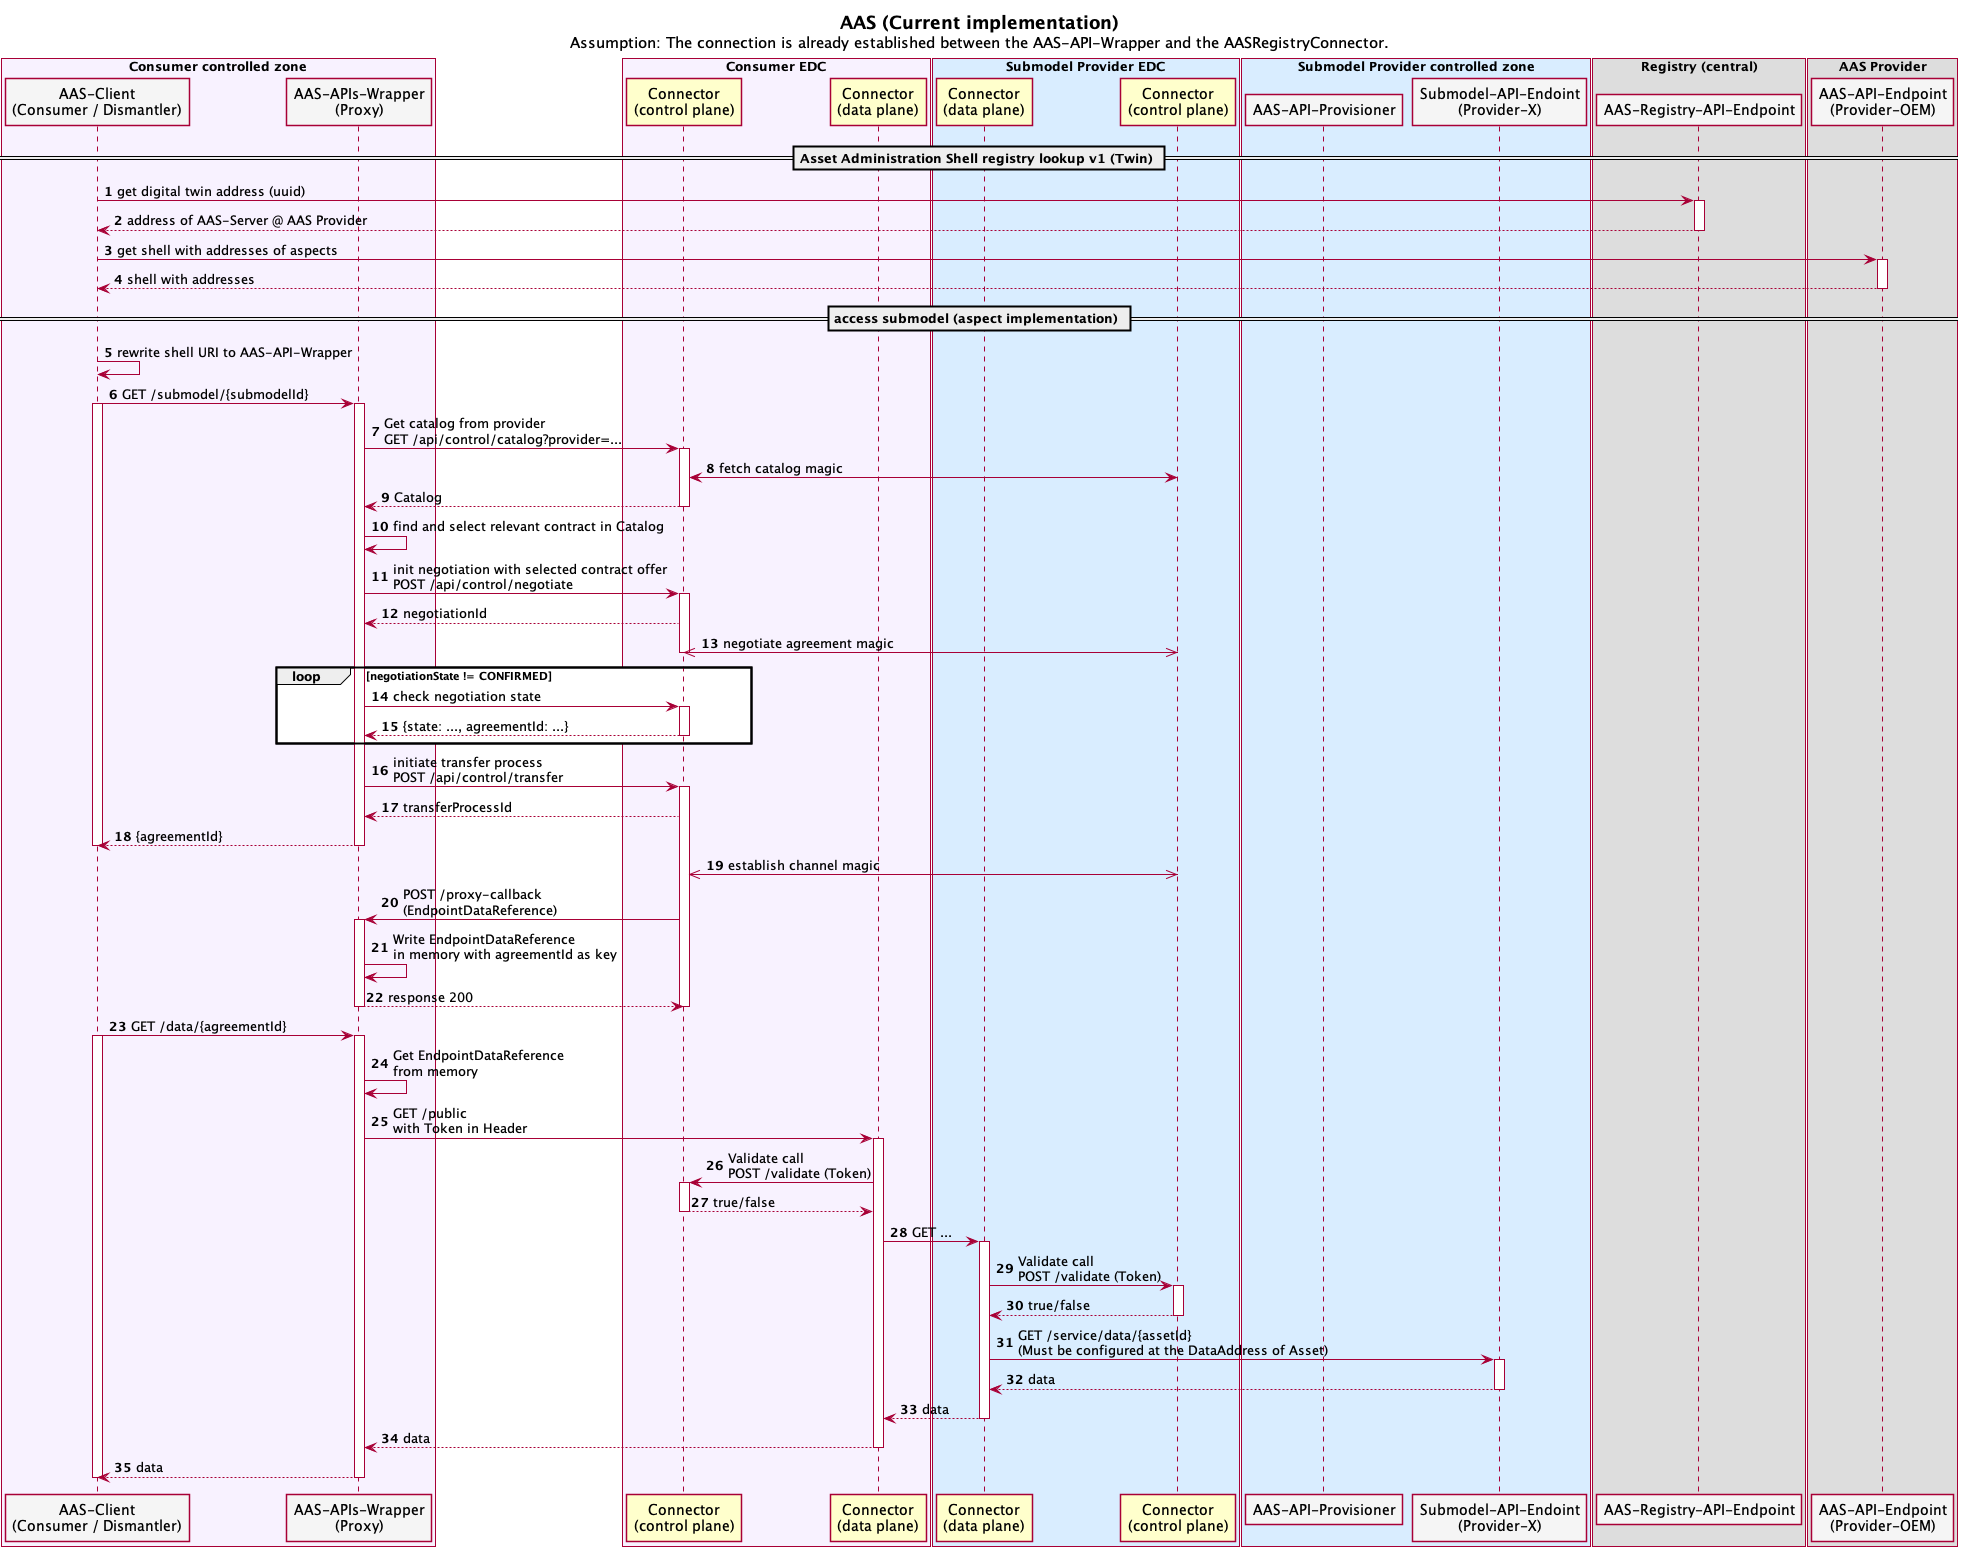 AAS (Current implementation)
Assumption: The connection is already established between the AAS-API-Wrapper and the AASRegistryConnector.
Consumer controlled zone
Consumer EDC
Submodel Provider EDC
Submodel Provider controlled zone
Registry (central)
AAS Provider
AAS-Client
(Consumer / Dismantler)
AAS-APIs-Wrapper
(Proxy)
Connector
(control plane)
Connector
(data plane)
Connector
(data plane)
Connector
(control plane)
AAS-API-Provisioner
Submodel-API-Endoint
(Provider-X)
AAS-Registry-API-Endpoint
AAS-API-Endpoint
(Provider-OEM)
Asset Administration Shell registry lookup v1 (Twin)
1 get digital twin address (uuid)
2 address of AAS-Server @ AAS Provider
3 get shell with addresses of aspects
4 shell with addresses
access submodel (aspect implementation)
5 rewrite shell URI to AAS-API-Wrapper
6 GET /submodel/{submodelId}
7 Get catalog from provider
GET /api/control/catalog?provider=...
8 fetch catalog magic
9 Catalog
10 find and select relevant contract in Catalog
11 init negotiation with selected contract offer
POST /api/control/negotiate
12 negotiationId
13 negotiate agreement magic
loop [negotiationState != CONFIRMED]
14 check negotiation state
15 {state: ..., agreementId: ...}
16 initiate transfer process
POST /api/control/transfer
17 transferProcessId
18 {agreementId}
19 establish channel magic
20 POST /proxy-callback
(EndpointDataReference)
21 Write EndpointDataReference
in memory with agreementId as key
22 response 200
23 GET /data/{agreementId}
24 Get EndpointDataReference
from memory
25 GET /public
with Token in Header
26 Validate call
POST /validate (Token)
27 true/false
28 GET ...
29 Validate call
POST /validate (Token)
30 true/false
31 GET /service/data/{assetId}
(Must be configured at the DataAddress of Asset)
32 data
33 data
34 data
35 data
AAS-Client
(Consumer / Dismantler)
AAS-APIs-Wrapper
(Proxy)
Connector
(control plane)
Connector
(data plane)
Connector
(data plane)
Connector
(control plane)
AAS-API-Provisioner
Submodel-API-Endoint
(Provider-X)
AAS-Registry-API-Endpoint
AAS-API-Endpoint
(Provider-OEM)